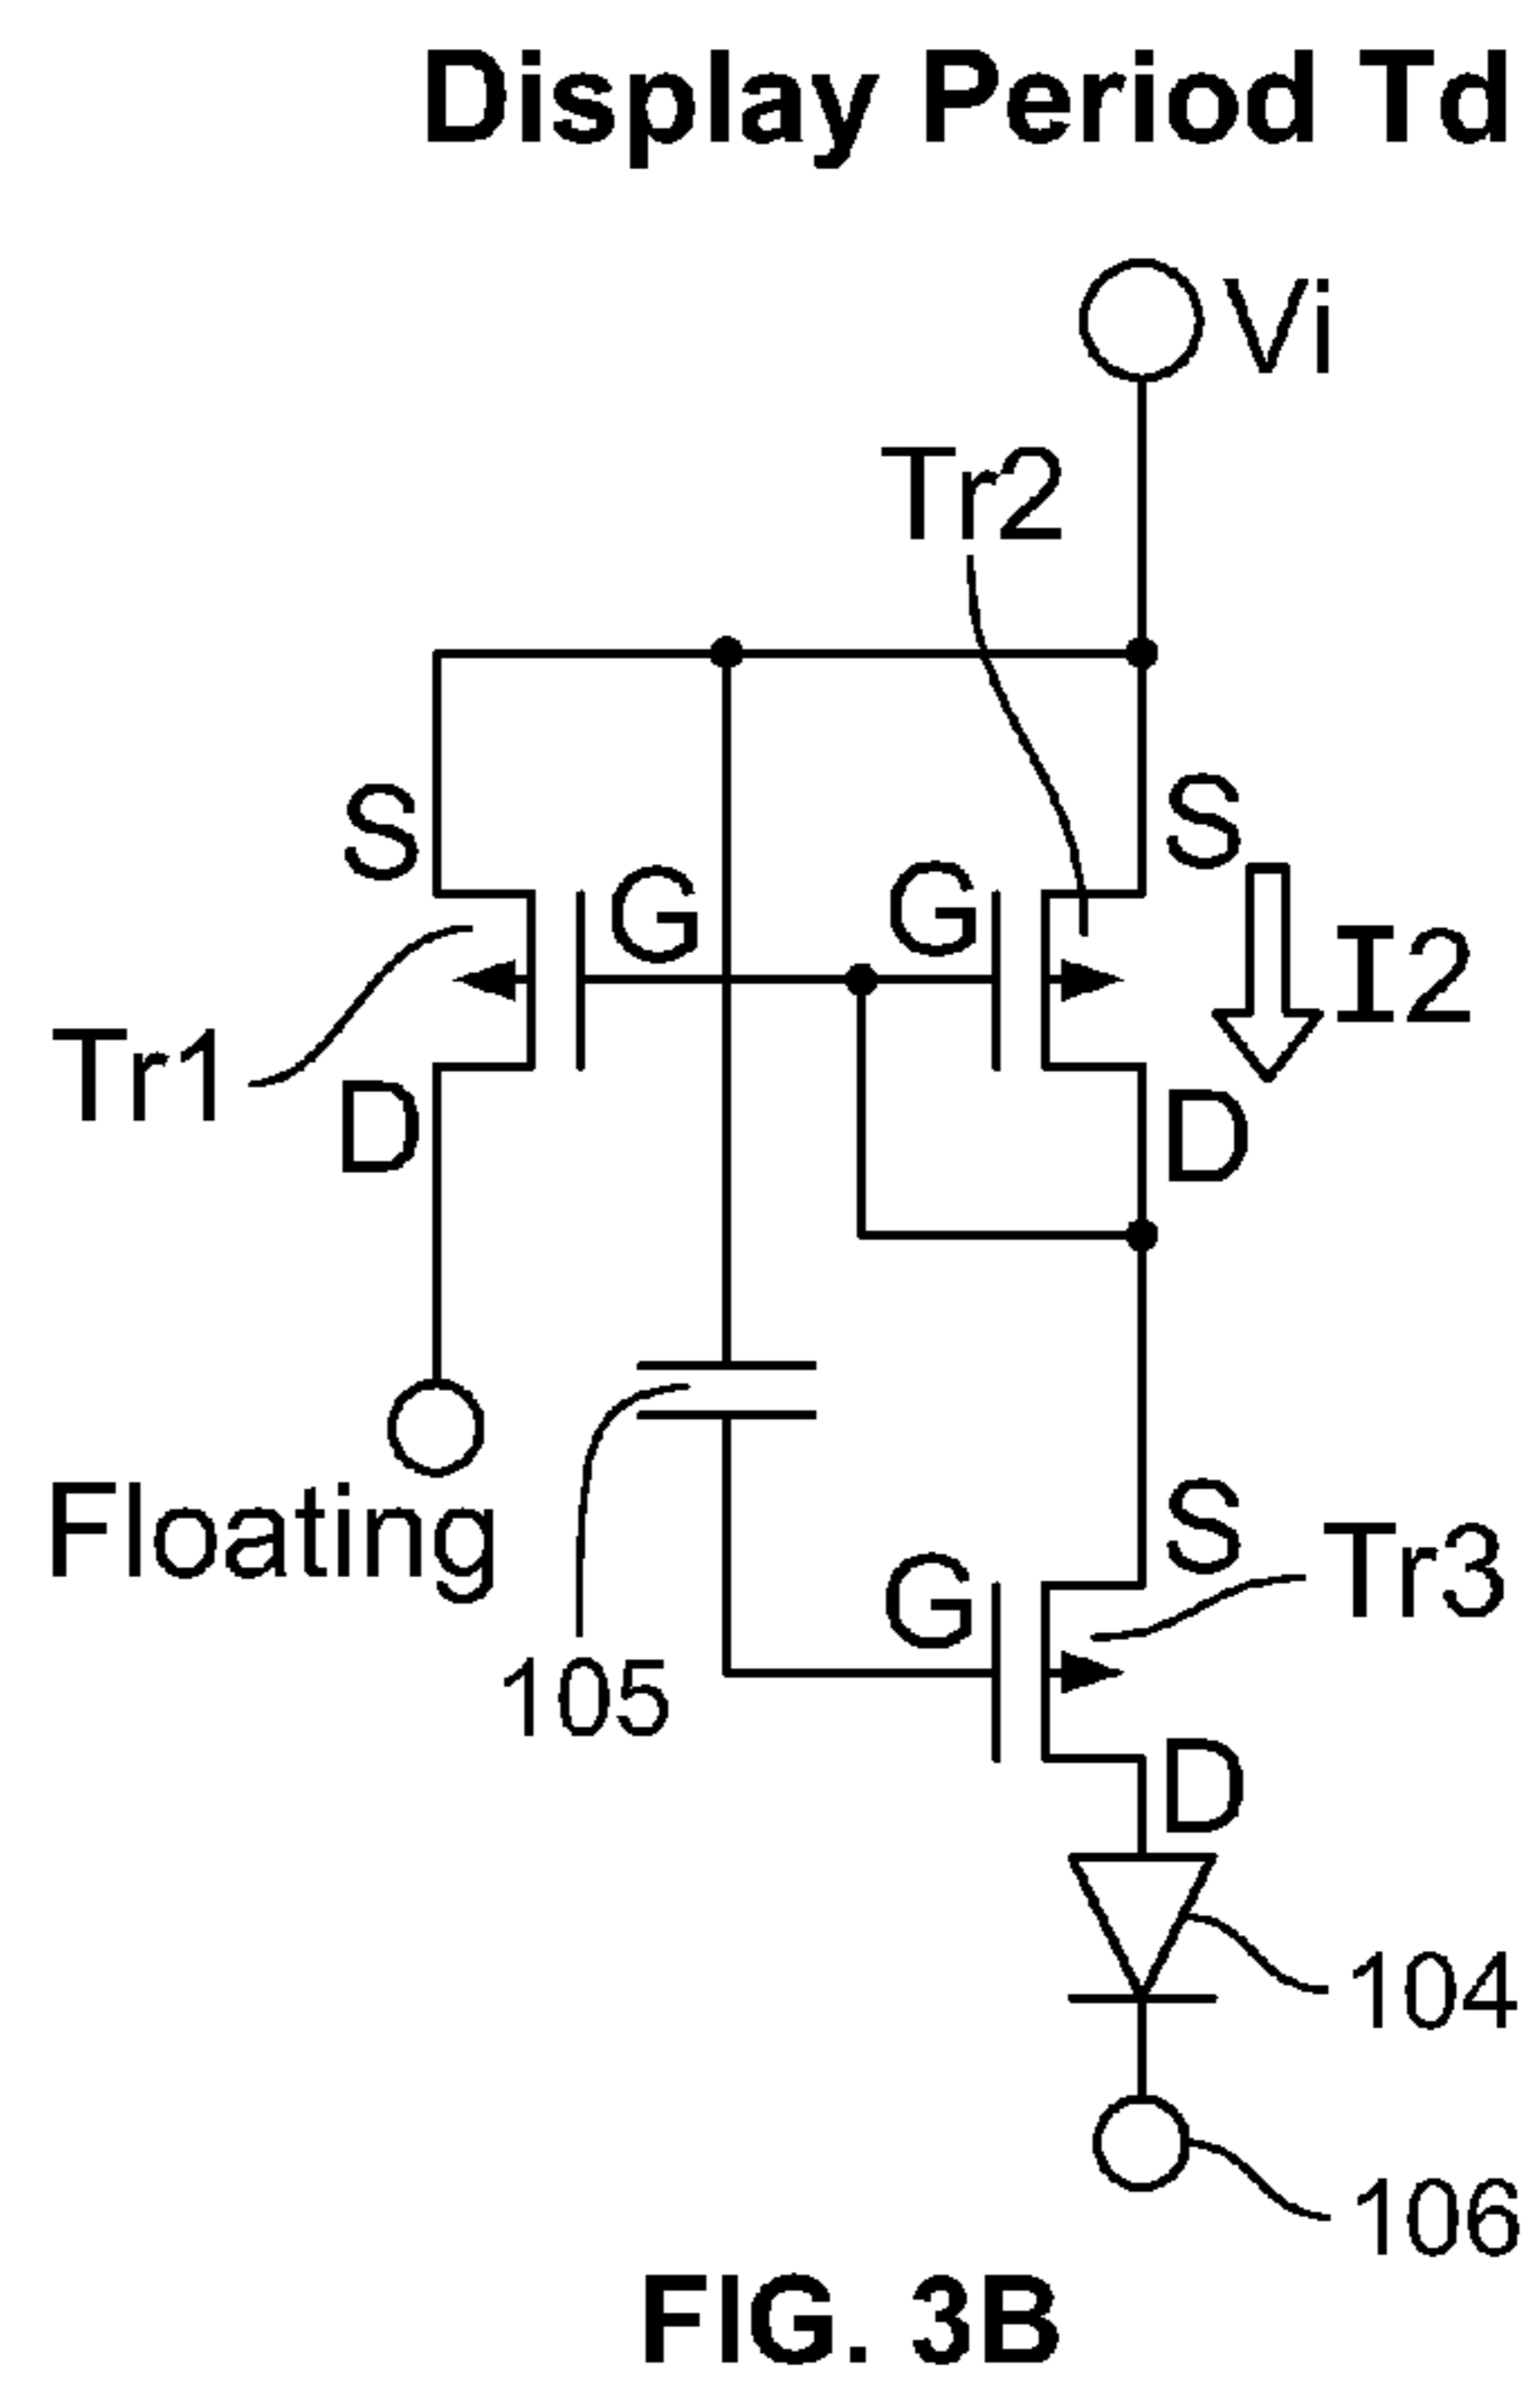 Display Period Td
Vi
Tr2
S
S
G
G
I2
Tr1
D
D
Floating
S
Tr3
G
105
D
104
106
FIG. 3B